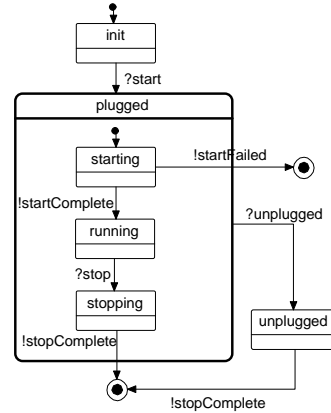 init
?start
plugged
starting
!startFailed
!startComplete
?unplugged
running
?stop
stopping
unplugged
!stopComplete
!stopComplete